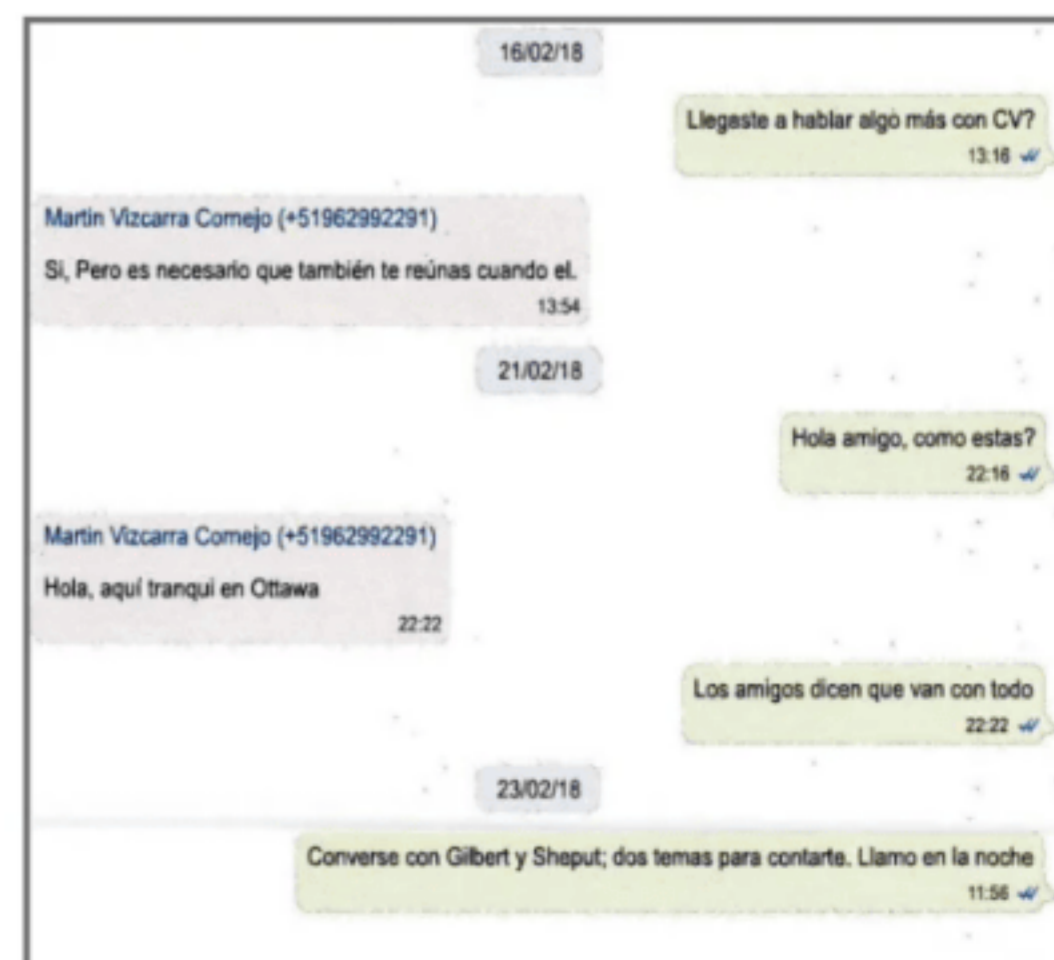 16/02/18
Llegaste a hablar algo más con CV?
13:16
Martin Vizcarra Cornejo (+51962992291)
Si, Pero es necesario que también te reúnas cuando el.
13:54
21/02/18
Hola amigo, como estas?
22:16
Martin Vizcarra Cornejo (+51962992291)
Hola, aquí tranqui en Ottawa
22:22
Los amigos dicen que van con todo
22:22
23/02/18
Converse con Gilbert y Sheput; dos temas para contarte. Llamo en la noche
11:56